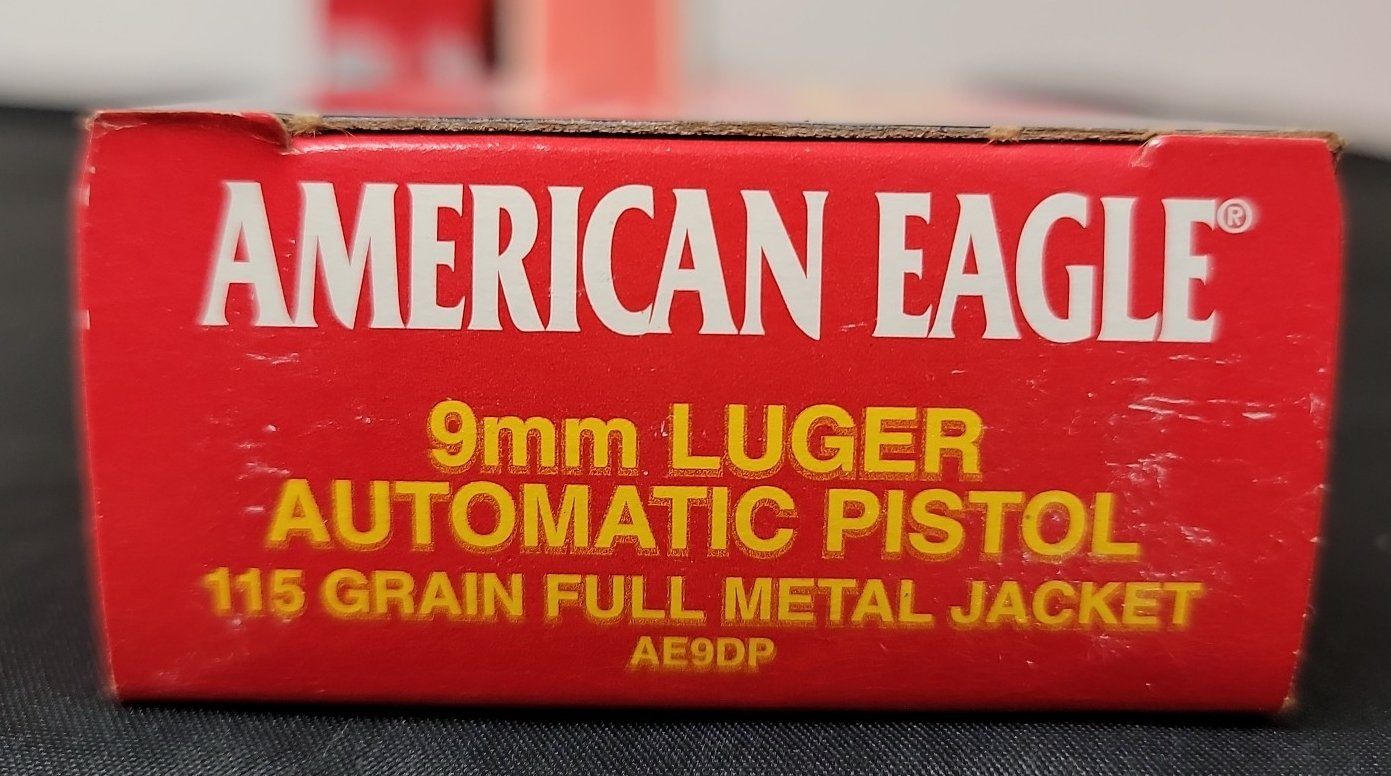 AMERICAN EAGLE®
9mm LUGER
AUTOMATIC PISTOL
115 GRAIN FULL METAL JACKET
AE9DP